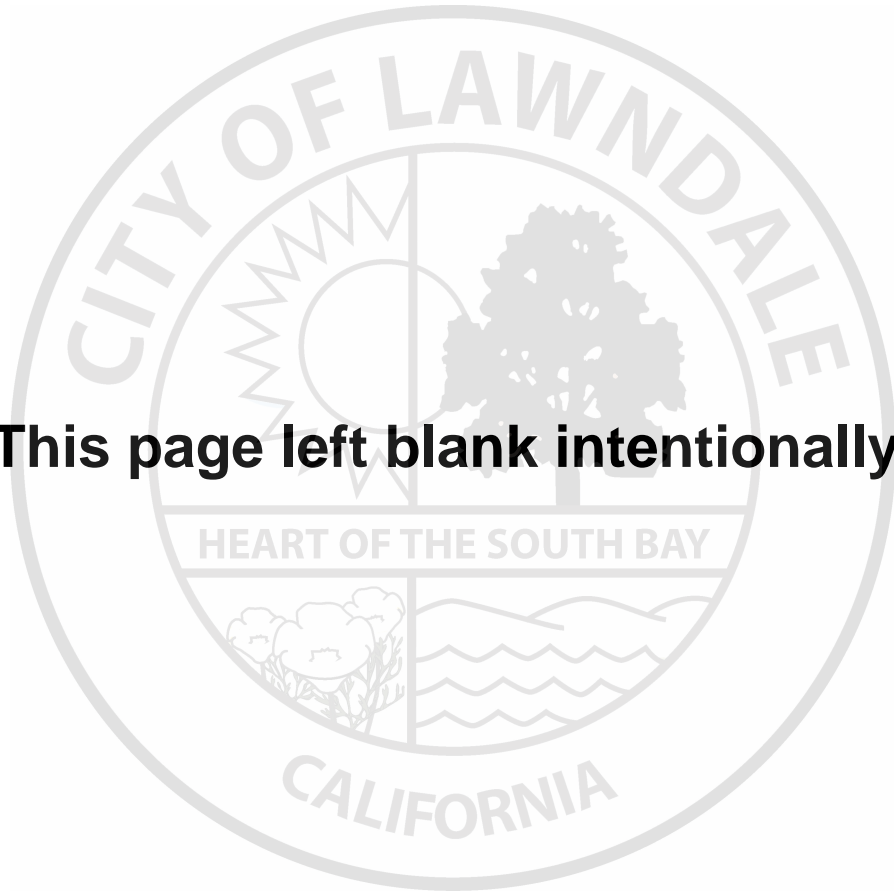 CITY OF LAWNDALE
This page left blank intentionally
HEART OF THE SOUTH BAY
CALIFORNIA